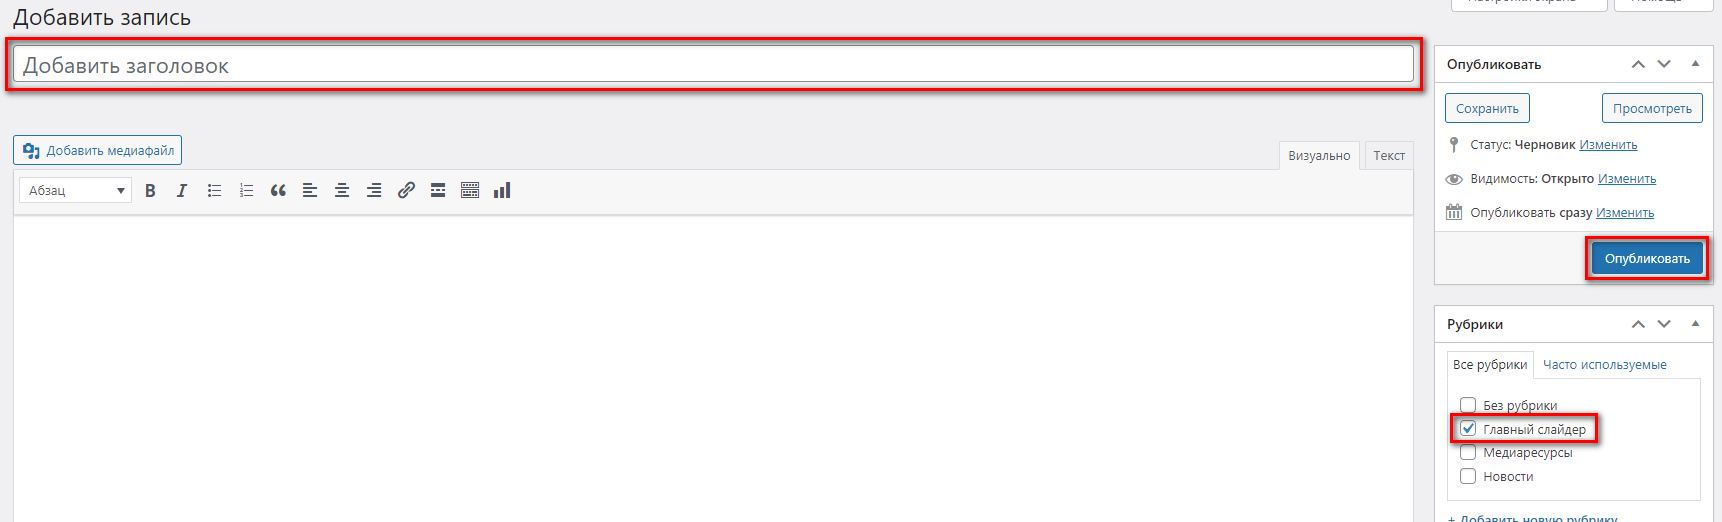 Добавить запись
Добавить заголовок
Добавить медиафайл
Визуально Текст
Абзац
Опубликовать
Сохранить Просмотреть
Статус: Черновик Изменить
Видимость: Открыто Изменить
Опубликовать сразу Изменить
Опубликовать
Рубрики
Все рубрики Часто используемые
Без рубрики
Главный слайдер
Медиаресурсы
Новости
+ Добавить новую рубрику